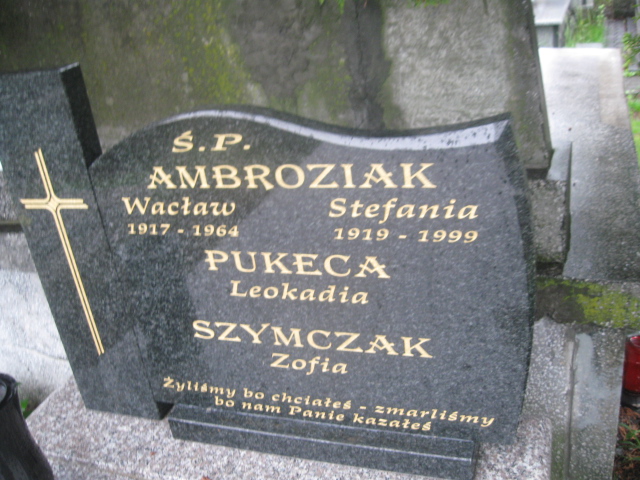 Ś.P.
AMBROZIAK
Wacław Stefania
1917 - 1964 1919 - 1999
PUKECA
Leokadia
SZYMCZAK
Zofia
Żyliśmy bo chciałeś - zmarliśmy
bo nam Panie kazałeś